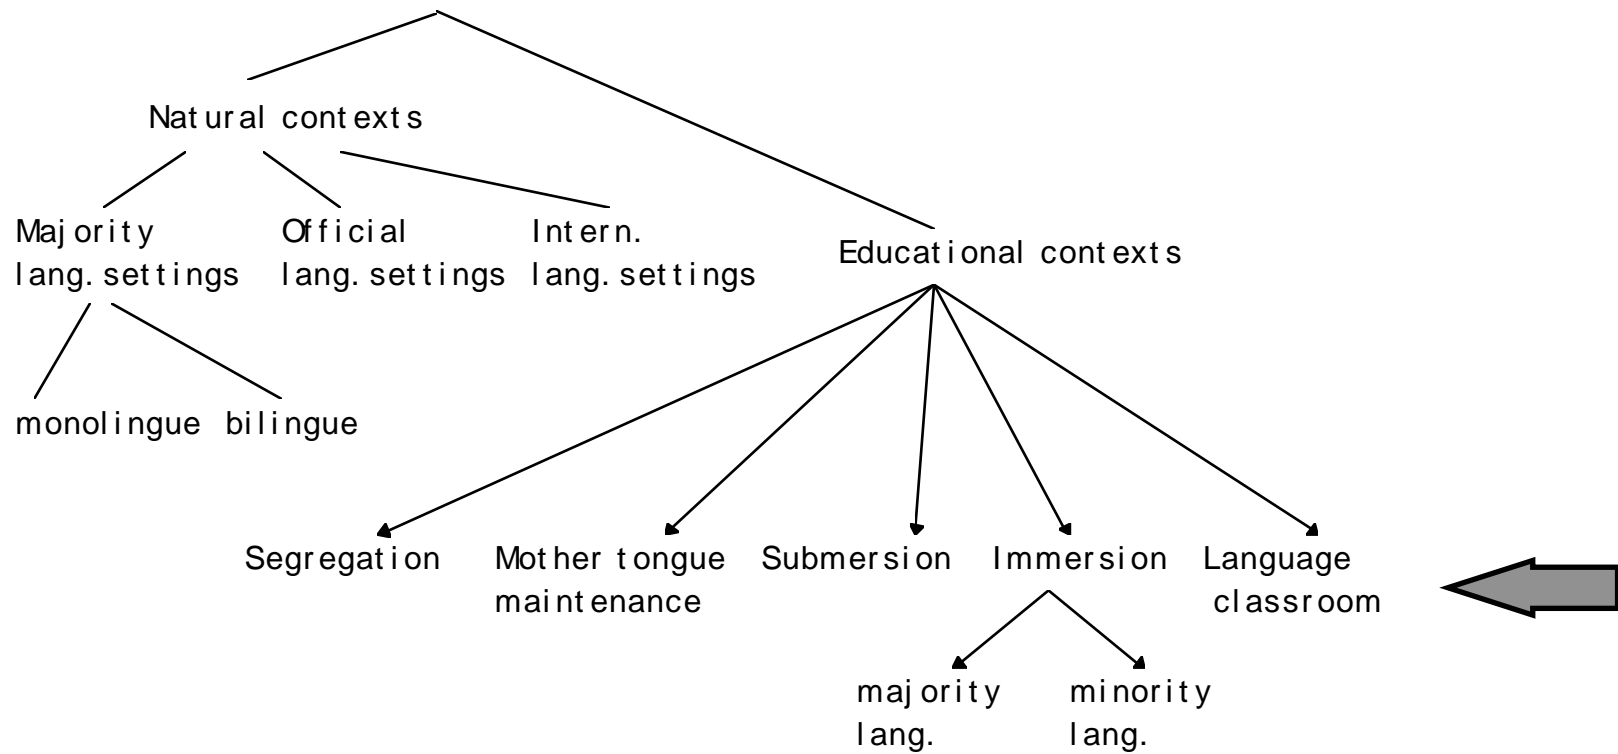 Natural contexts
Majority
lang. settings
Official
lang. settings
Intern.
lang. settings
Educational contexts
monolingue
bilingue
Segregation
Mother tongue
maintenance
Submersion
Immersion
Language
classroom
majority
lang.
minority
lang.